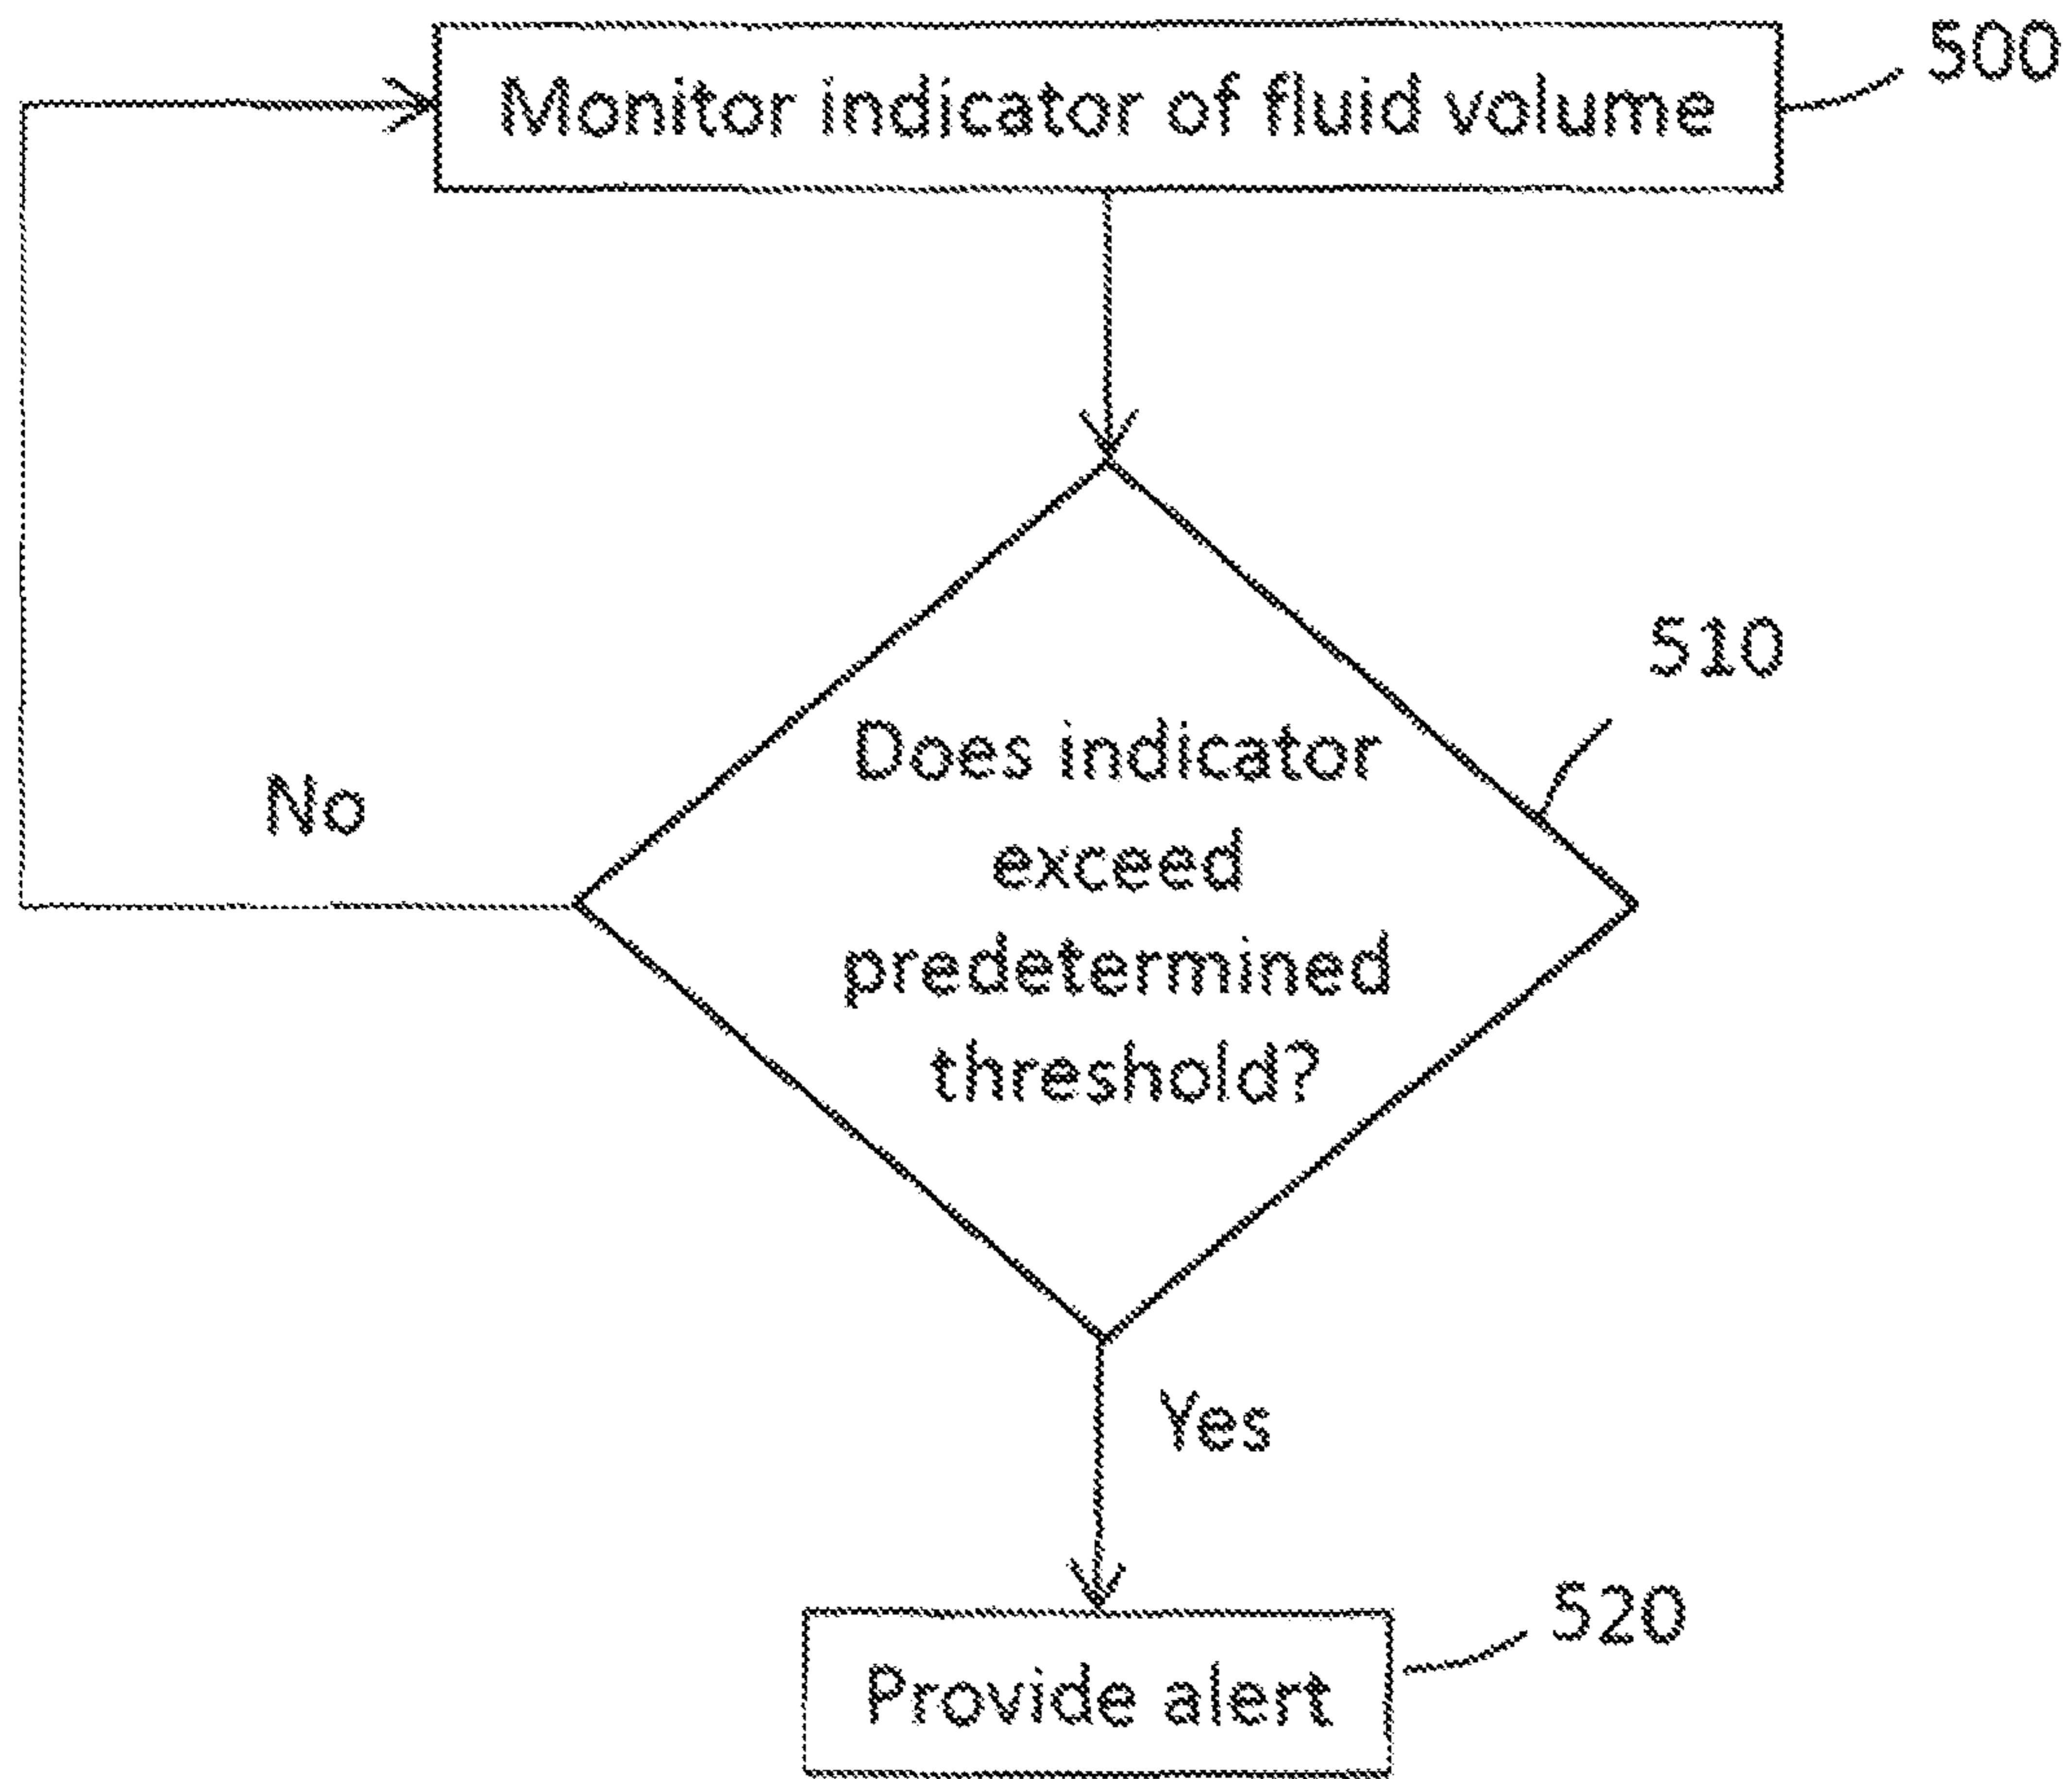 Monitor indicator of fluid volume
500
510
Does indicator
exceed
predetermined
threshold?
No
Yes
520
Provide alert